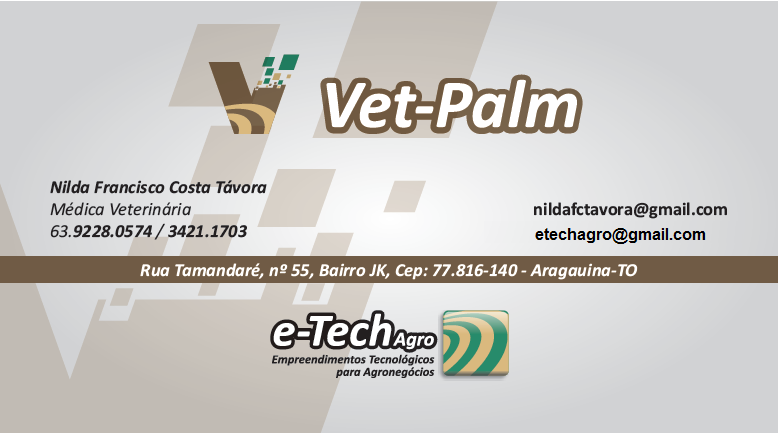 Vet-Palm
Nilda Francisco Costa Távora
Médica Veterinária
63.9228.0574 / 3421.1703
nildafctavora@gmail.com
etechagro@gmail.com
Rua Tamandaré, nº 55, Bairro JK, Cep: 77.816-140 - Aragauina-TO
e-Tech Agro
Empreendimentos Tecnológicos
para Agronegócios